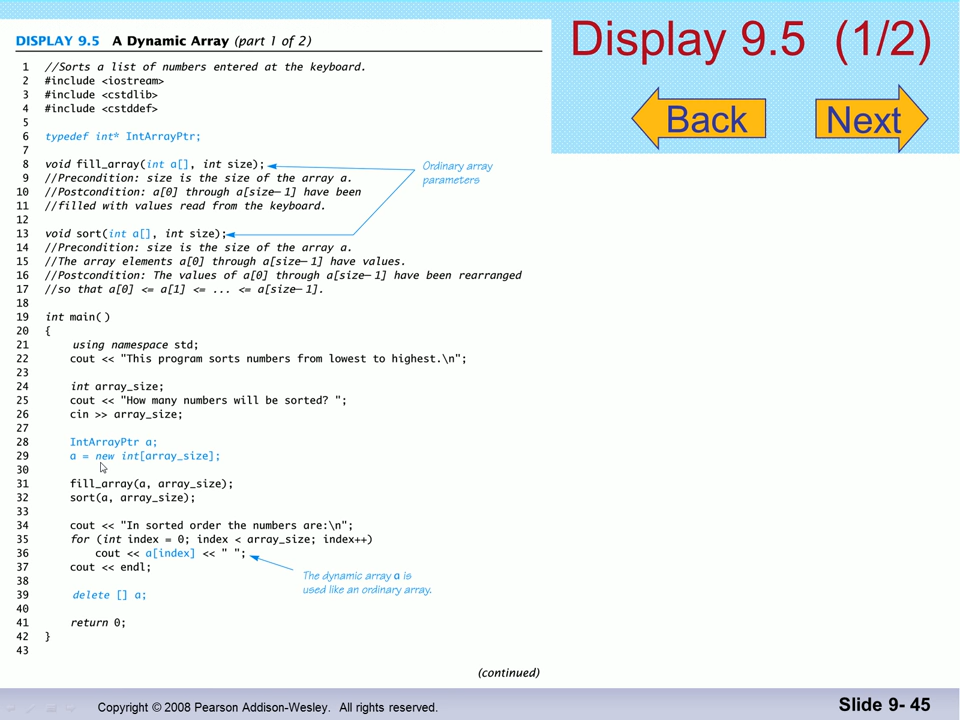 DISPLAY 9.5 A Dynamic Array (part 1 of 2)
1 //Sorts a list of numbers entered at the keyboard.
2 #include <iostream>
3 #include <cstdlib>
4 #include <cstddef>
5
6 typedef int* IntArrayPtr;
7
8 void fill_array(int a[], int size);
9 //Precondition: size is the size of the array a.
10 //Postcondition: a[0] through a[size—1] have been
11 //filled with values read from the keyboard.
12
13 void sort(int a[], int size);
14 //Precondition: size is the size of the array a.
15 //The array elements a[0] through a[size—1] have values.
16 //Postcondition: The values of a[0] through a[size—1] have been rearranged
17 //so that a[0] <= a[1] <= ... <= a[size—1].
18
19 int main( )
20 {
21 using namespace std;
22 cout << "This program sorts numbers from lowest to highest.\n";
23
24 int array_size;
25 cout << "How many numbers will be sorted? ";
26 cin >> array_size;
27
28 IntArrayPtr a;
29 a = new int[array_size];
30
31 fill_array(a, array_size);
32 sort(a, array_size);
33
34 cout << "In sorted order the numbers are:\n";
35 for (int index = 0; index < array_size; index++)
36 cout << a[index] << " ";
37 cout << endl;
38
39 delete [] a;
40
41 return 0;
42 }
43
Ordinary array
parameters
The dynamic array a is
used like an ordinary array.
(continued)
Display 9.5 (1/2)
Back
Next
Copyright © 2008 Pearson Addison-Wesley. All rights reserved.
Slide 9- 45